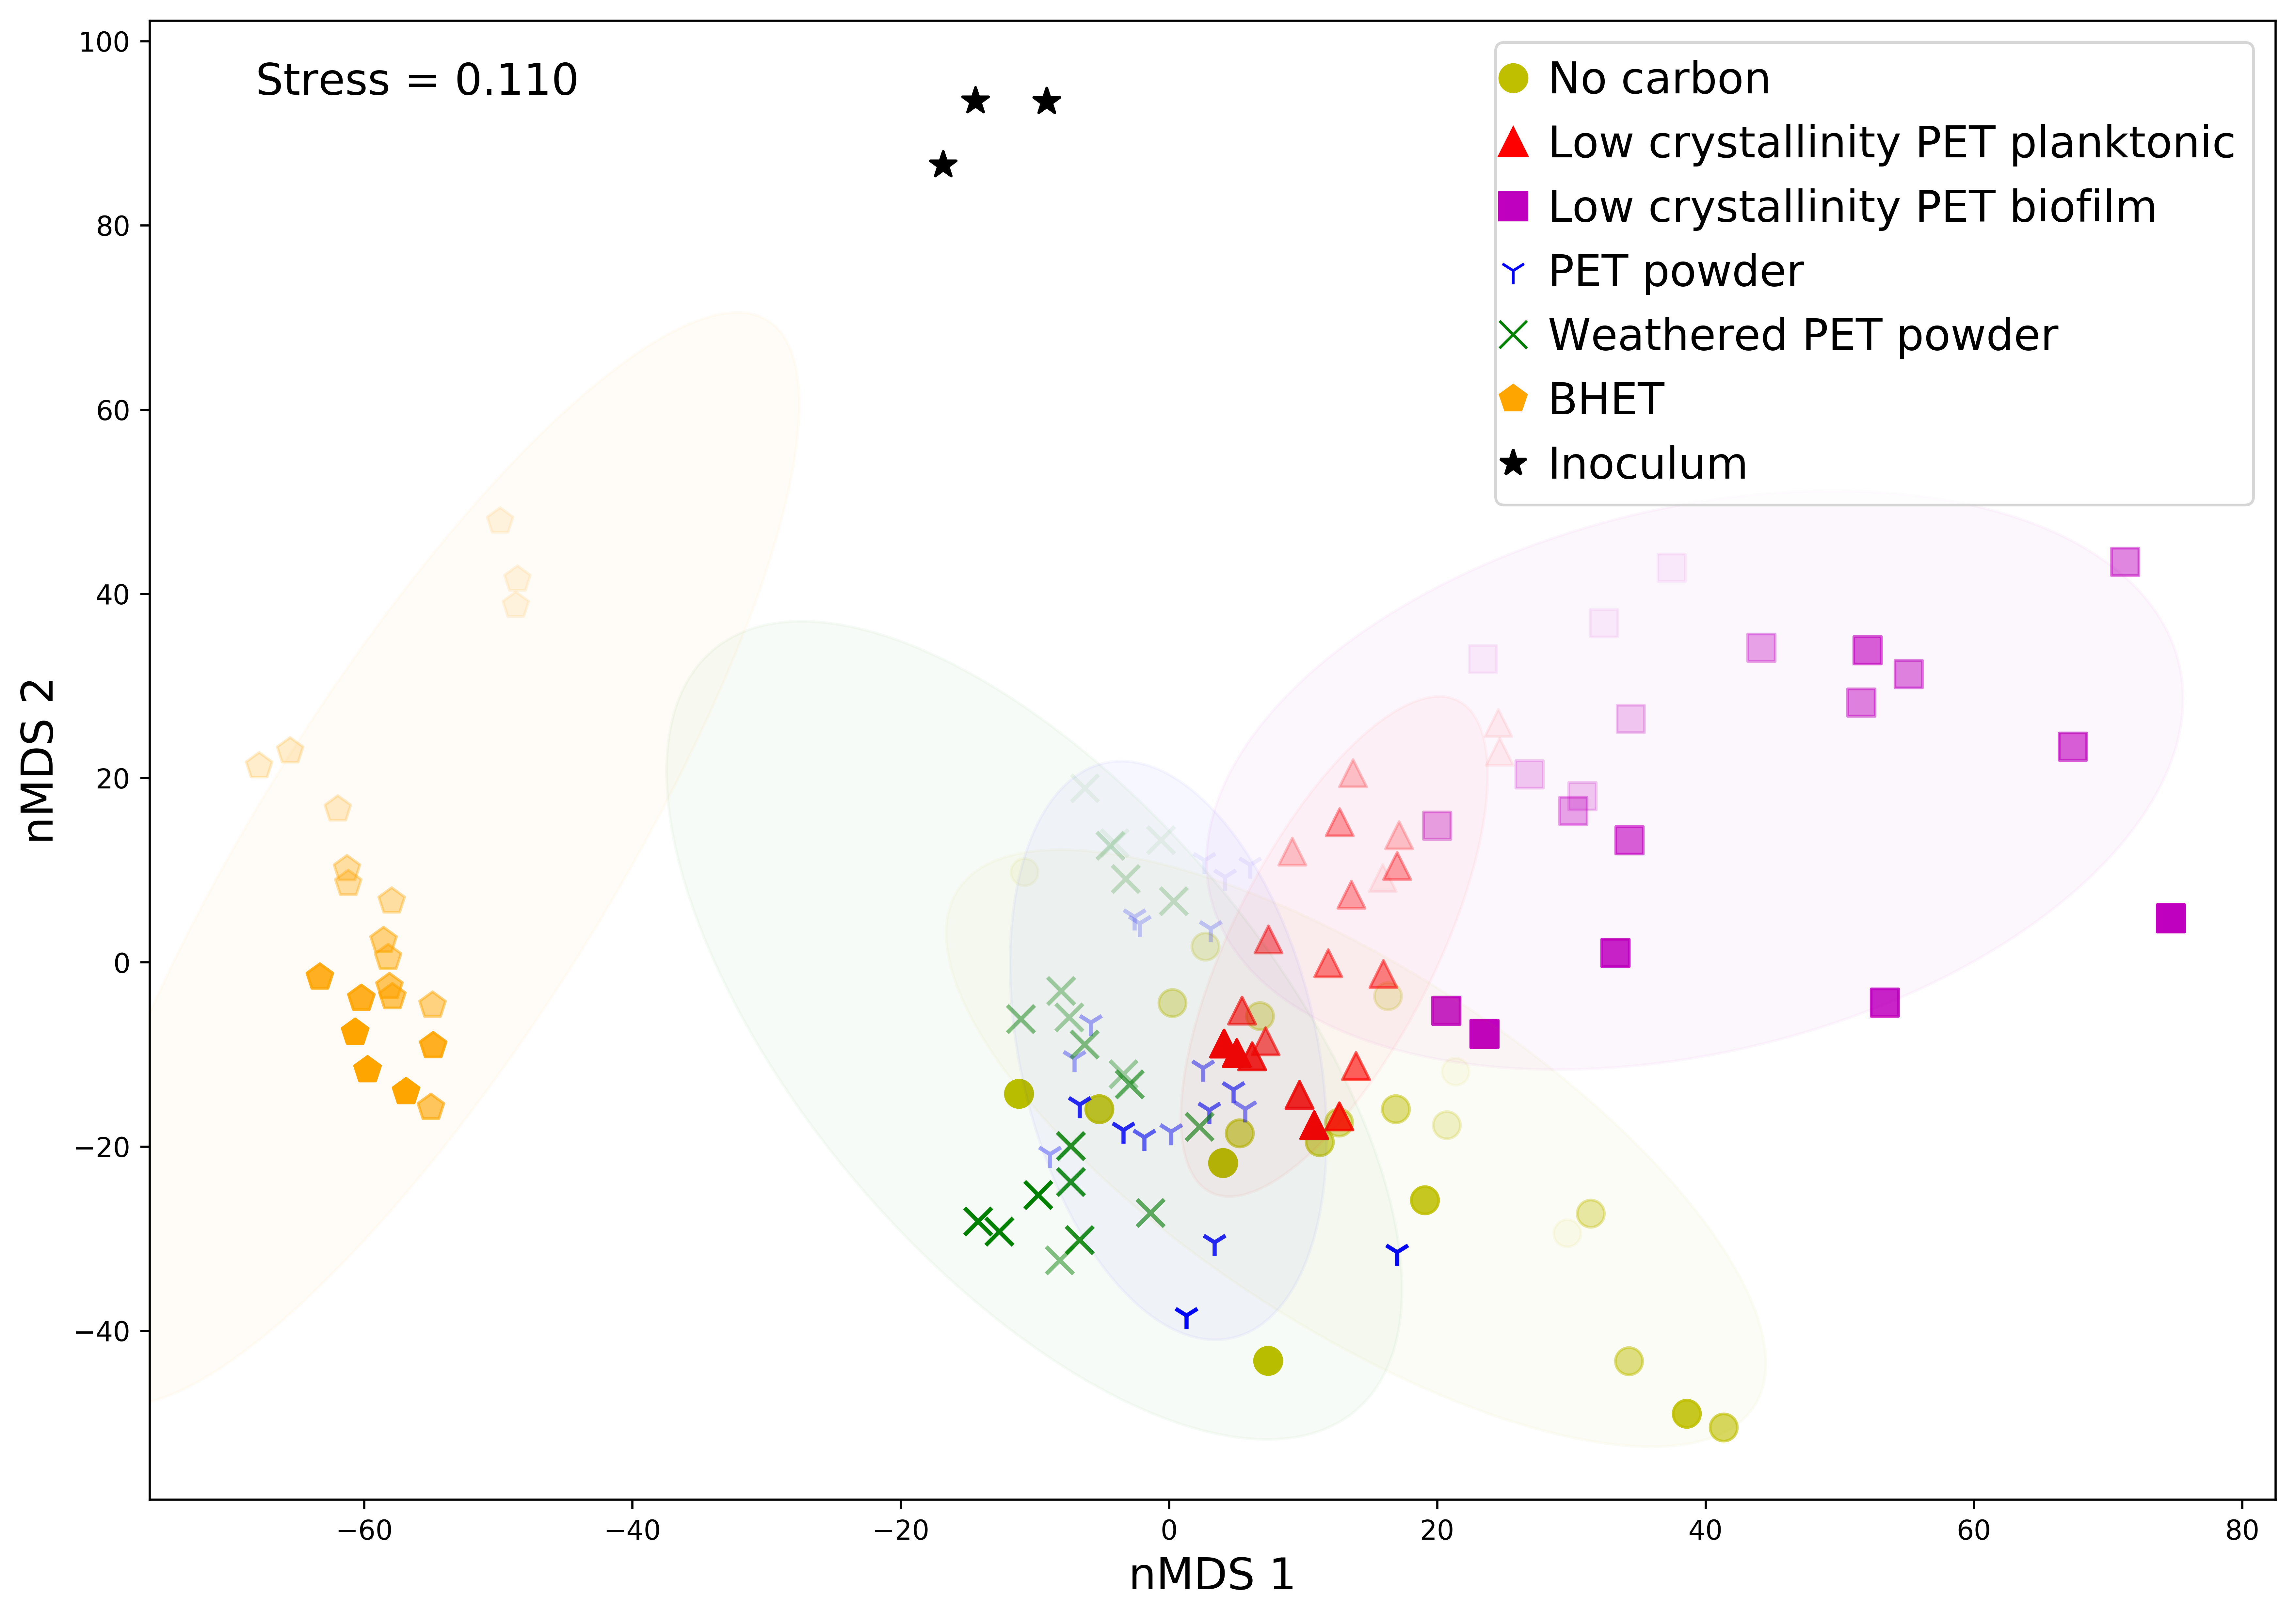 Stress = 0.110
No carbon
Low crystallinity PET planktonic
Low crystallinity PET biofilm
PET powder
Weathered PET powder
BHET
Inoculum
nMDS 2
100
80
60
40
20
0
−20
−40
−60 −40 −20 0 20 40 60 80
nMDS 1